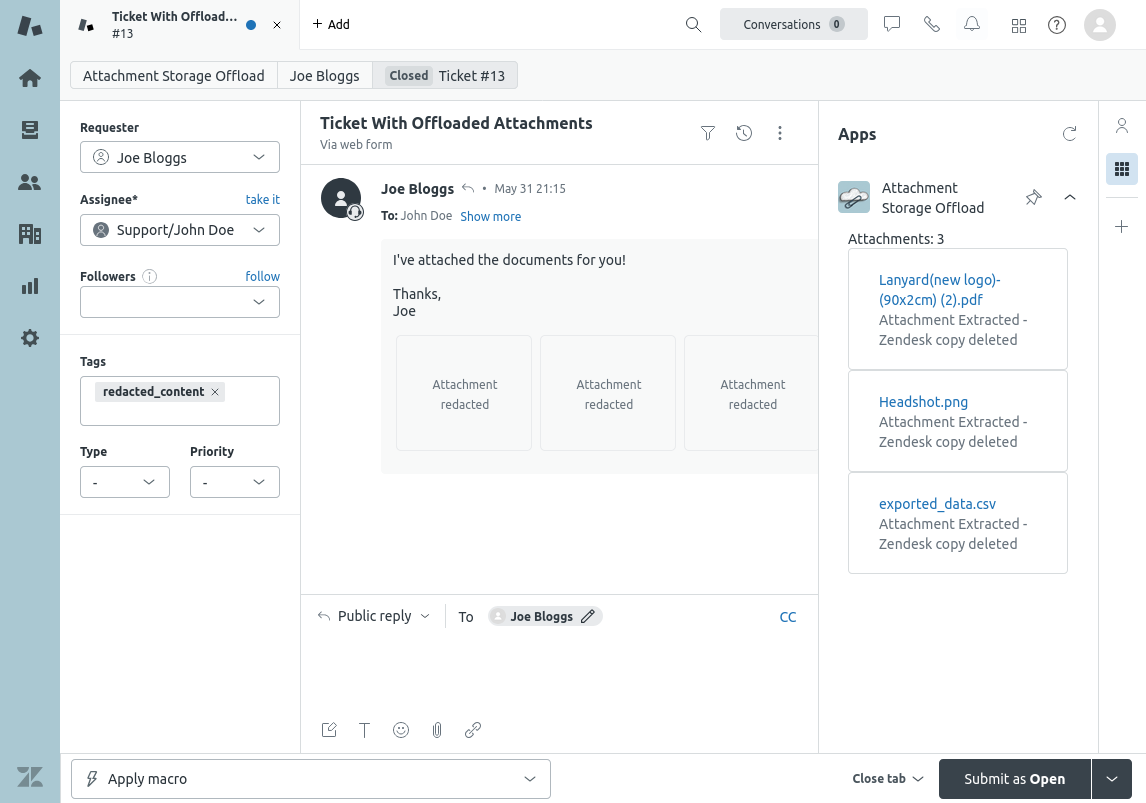 Ticket With Offload...
#13
+ Add
Conversations 0
Attachment Storage Offload
Joe Bloggs
Closed Ticket #13
Requester
Joe Bloggs
Assignee* take it
Support/John Doe
Followers follow
Tags
redacted_content ×
Type Priority
- -
Ticket With Offloaded Attachments
Via web form
Joe Bloggs • May 31 21:15
To: John Doe Show more
I've attached the documents for you!
Thanks,
Joe
Attachment
redacted
Attachment
redacted
Attachment
redacted
Public reply To Joe Bloggs CC
Apps
Attachment
Storage Offload
Attachments: 3
Lanyard(new logo)-
(90x2cm) (2).pdf
Attachment Extracted -
Zendesk copy deleted
Headshot.png
Attachment Extracted -
Zendesk copy deleted
exported_data.csv
Attachment Extracted -
Zendesk copy deleted
Apply macro
Close tab
Submit as Open